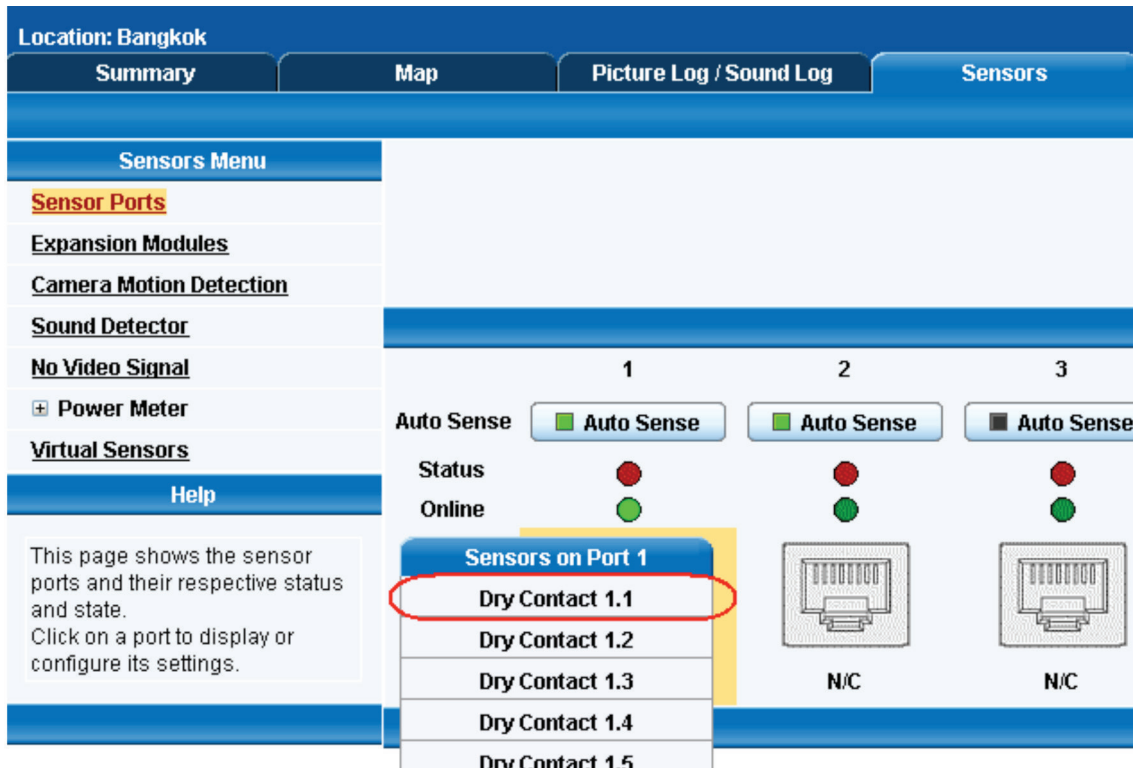 Location: Bangkok
Summary Map Picture Log / Sound Log Sensors
Sensors Menu
Sensor Ports
Expansion Modules
Camera Motion Detection
Sound Detector
No Video Signal
Power Meter
Virtual Sensors
Help
This page shows the sensor
ports and their respective status
and state.
Click on a port to display or
configure its settings.
1 2 3
Auto Sense Auto Sense Auto Sense Auto Sense
Status
Online
Sensors on Port 1
Dry Contact 1.1
Dry Contact 1.2
Dry Contact 1.3
Dry Contact 1.4
Dry Contact 1.5
N/C N/C